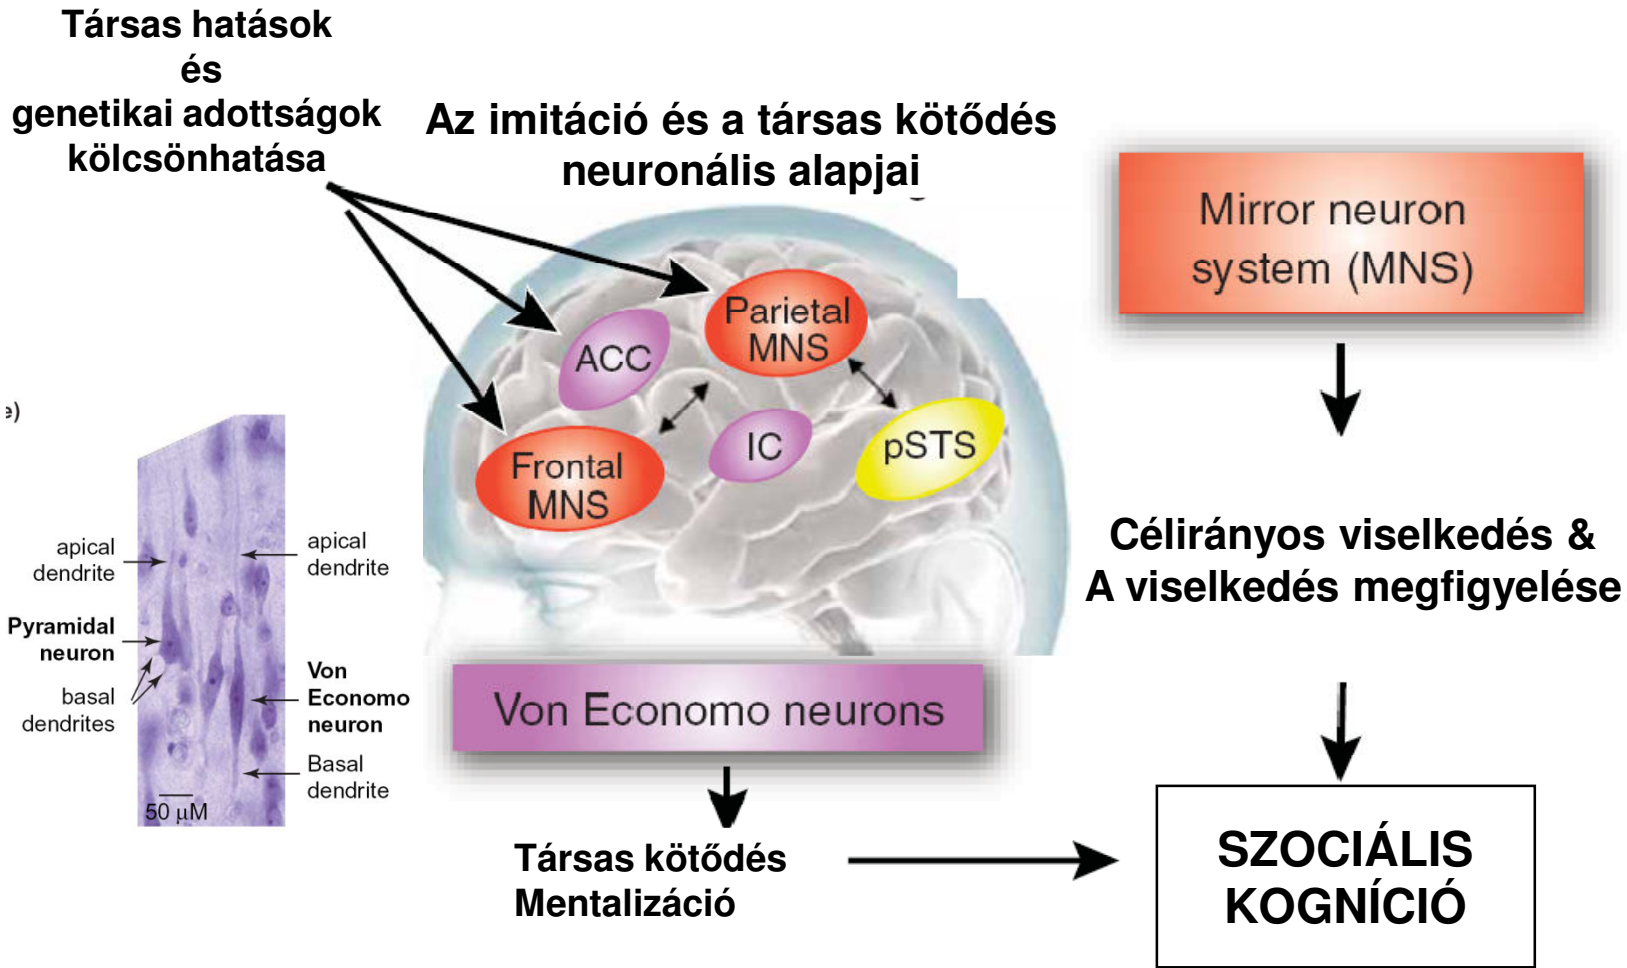 Társas hatások
és
genetikai adottságok
kölcsönhatása
Az imitáció és a társas kötődés
neuronális alapjai
Mirror neuron
system (MNS)
Parietal
MNS
ACC
IC
pSTS
Frontal
MNS
e)
apical
dendrite
apical
dendrite
Pyramidal
neuron
basal
dendrites
Von
Economo
neuron
Basal
dendrite
50 μM
Célirányos viselkedés &
A viselkedés megfigyelése
Von Economo neurons
Társas kötődés
Mentalizáció
SZOCIÁLIS
KOGNÍCIÓ